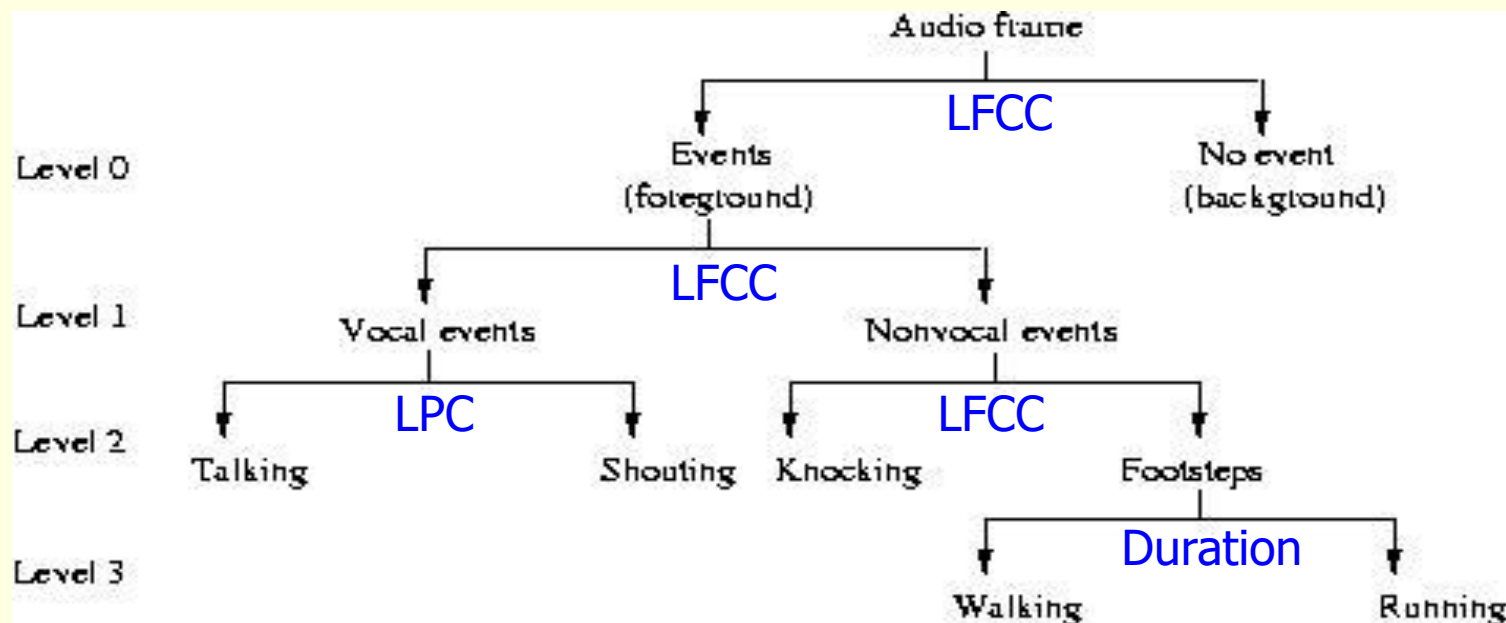 Audio frame
LFCC
Level 0
Events
(foreground)
No event
(background)
LFCC
Level 1
Vocal events
Nonvocal events
LPC
LFCC
Level 2
Talking
Shouting
Knocking
Footsteps
Duration
Level 3
Walking
Running